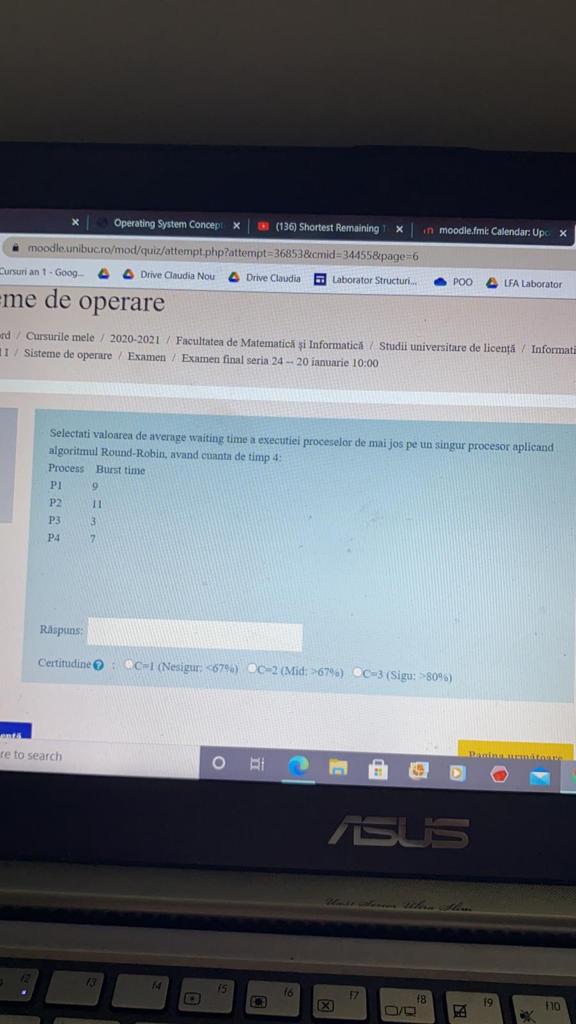 Operating System Concept
(136) Shortest Remaining T
moodle.fmi: Calendar: Upc
moodle.unibuc.ro/mod/quiz/attempt.php?attempt=36853&cmid=34455&page=6
Cursuri an 1 - Goog...
Drive Claudia Nou
Drive Claudia
Laborator Structuri...
POO
LFA Laborator
eme de operare
rd / Cursurile mele / 2020-2021 / Facultatea de Matematică și Informatică / Studii universitare de licență / Informati
I / Sisteme de operare / Examen / Examen final seria 24 -- 20 ianuarie 10:00
Selectati valoarea de average waiting time a executiei proceselor de mai jos pe un singur procesor aplicand
algoritmul Round-Robin, avand cuanta de timp 4:
Process Burst time
P1 9
P2 11
P3 3
P4 7
Răspuns:
Certitudine ? : C=1 (Nesigur: <67%) C=2 (Mid: >67%) C=3 (Sigu: >80%)
Pagina următoare
re to search
ASUS
f2
f3
f4
f5
f6
f7
f8
f9
f10